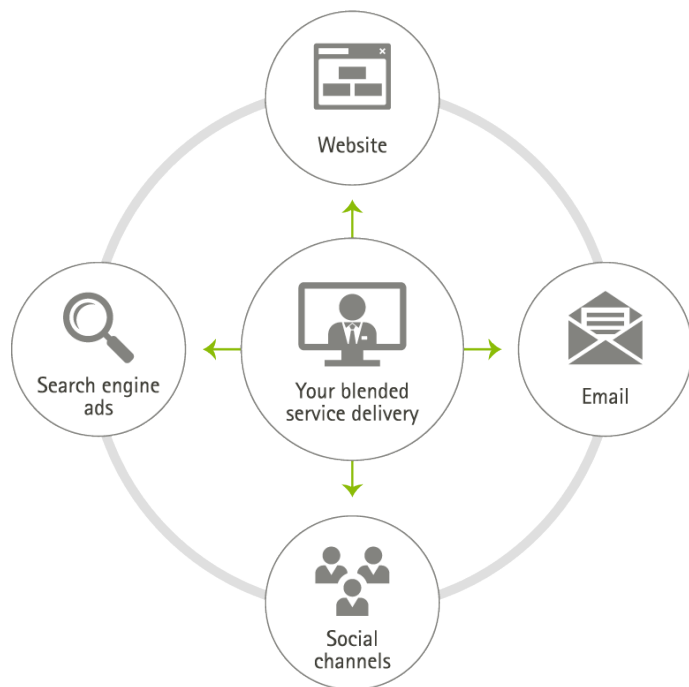 Website
Search engine
ads
Your blended
service delivery
Email
Social
channels